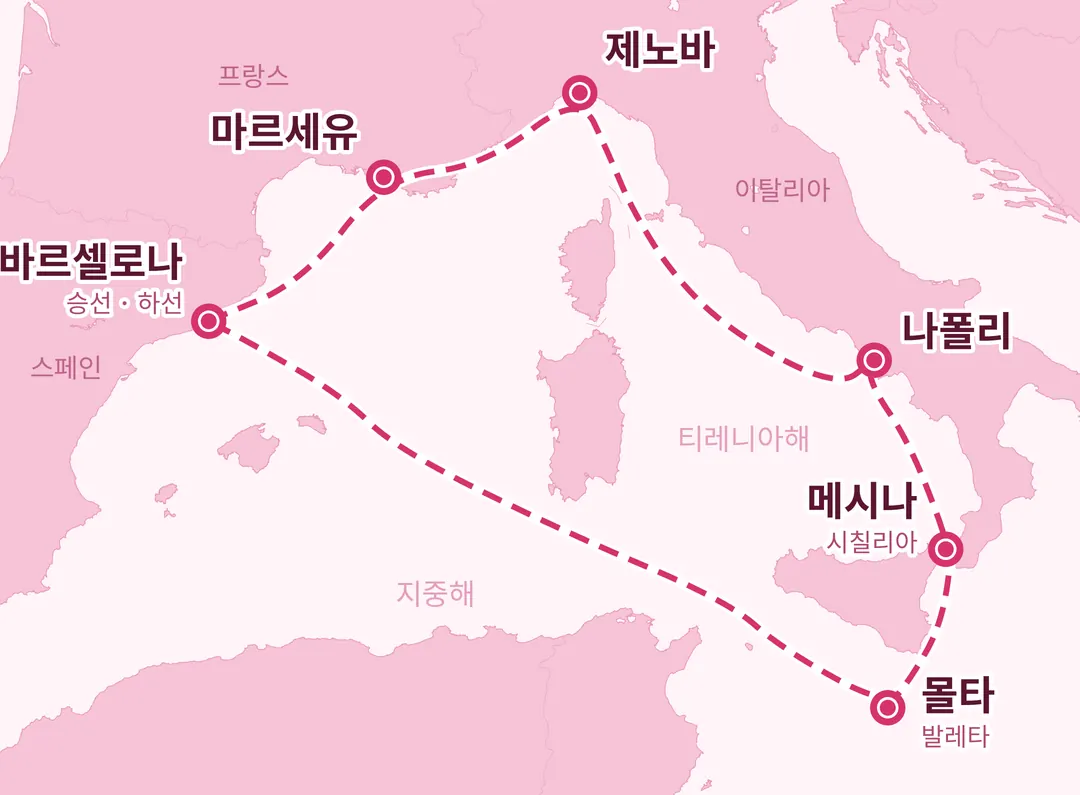 제노바
프랑스
마르세유
이탈리아
바르셀로나
승선 · 하선
나폴리
스페인
티레니아해
메시나
시칠리아
지중해
몰타
발레타